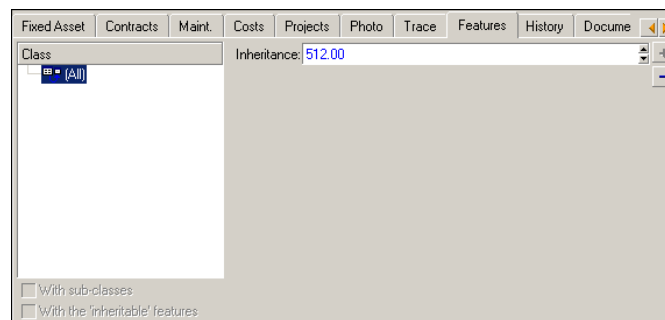 Fixed Asset Contracts Maint. Costs Projects Photo Trace Features History Docume
Class Inheritance: 512.00
(All)
With sub-classes
With the 'inheritable' features